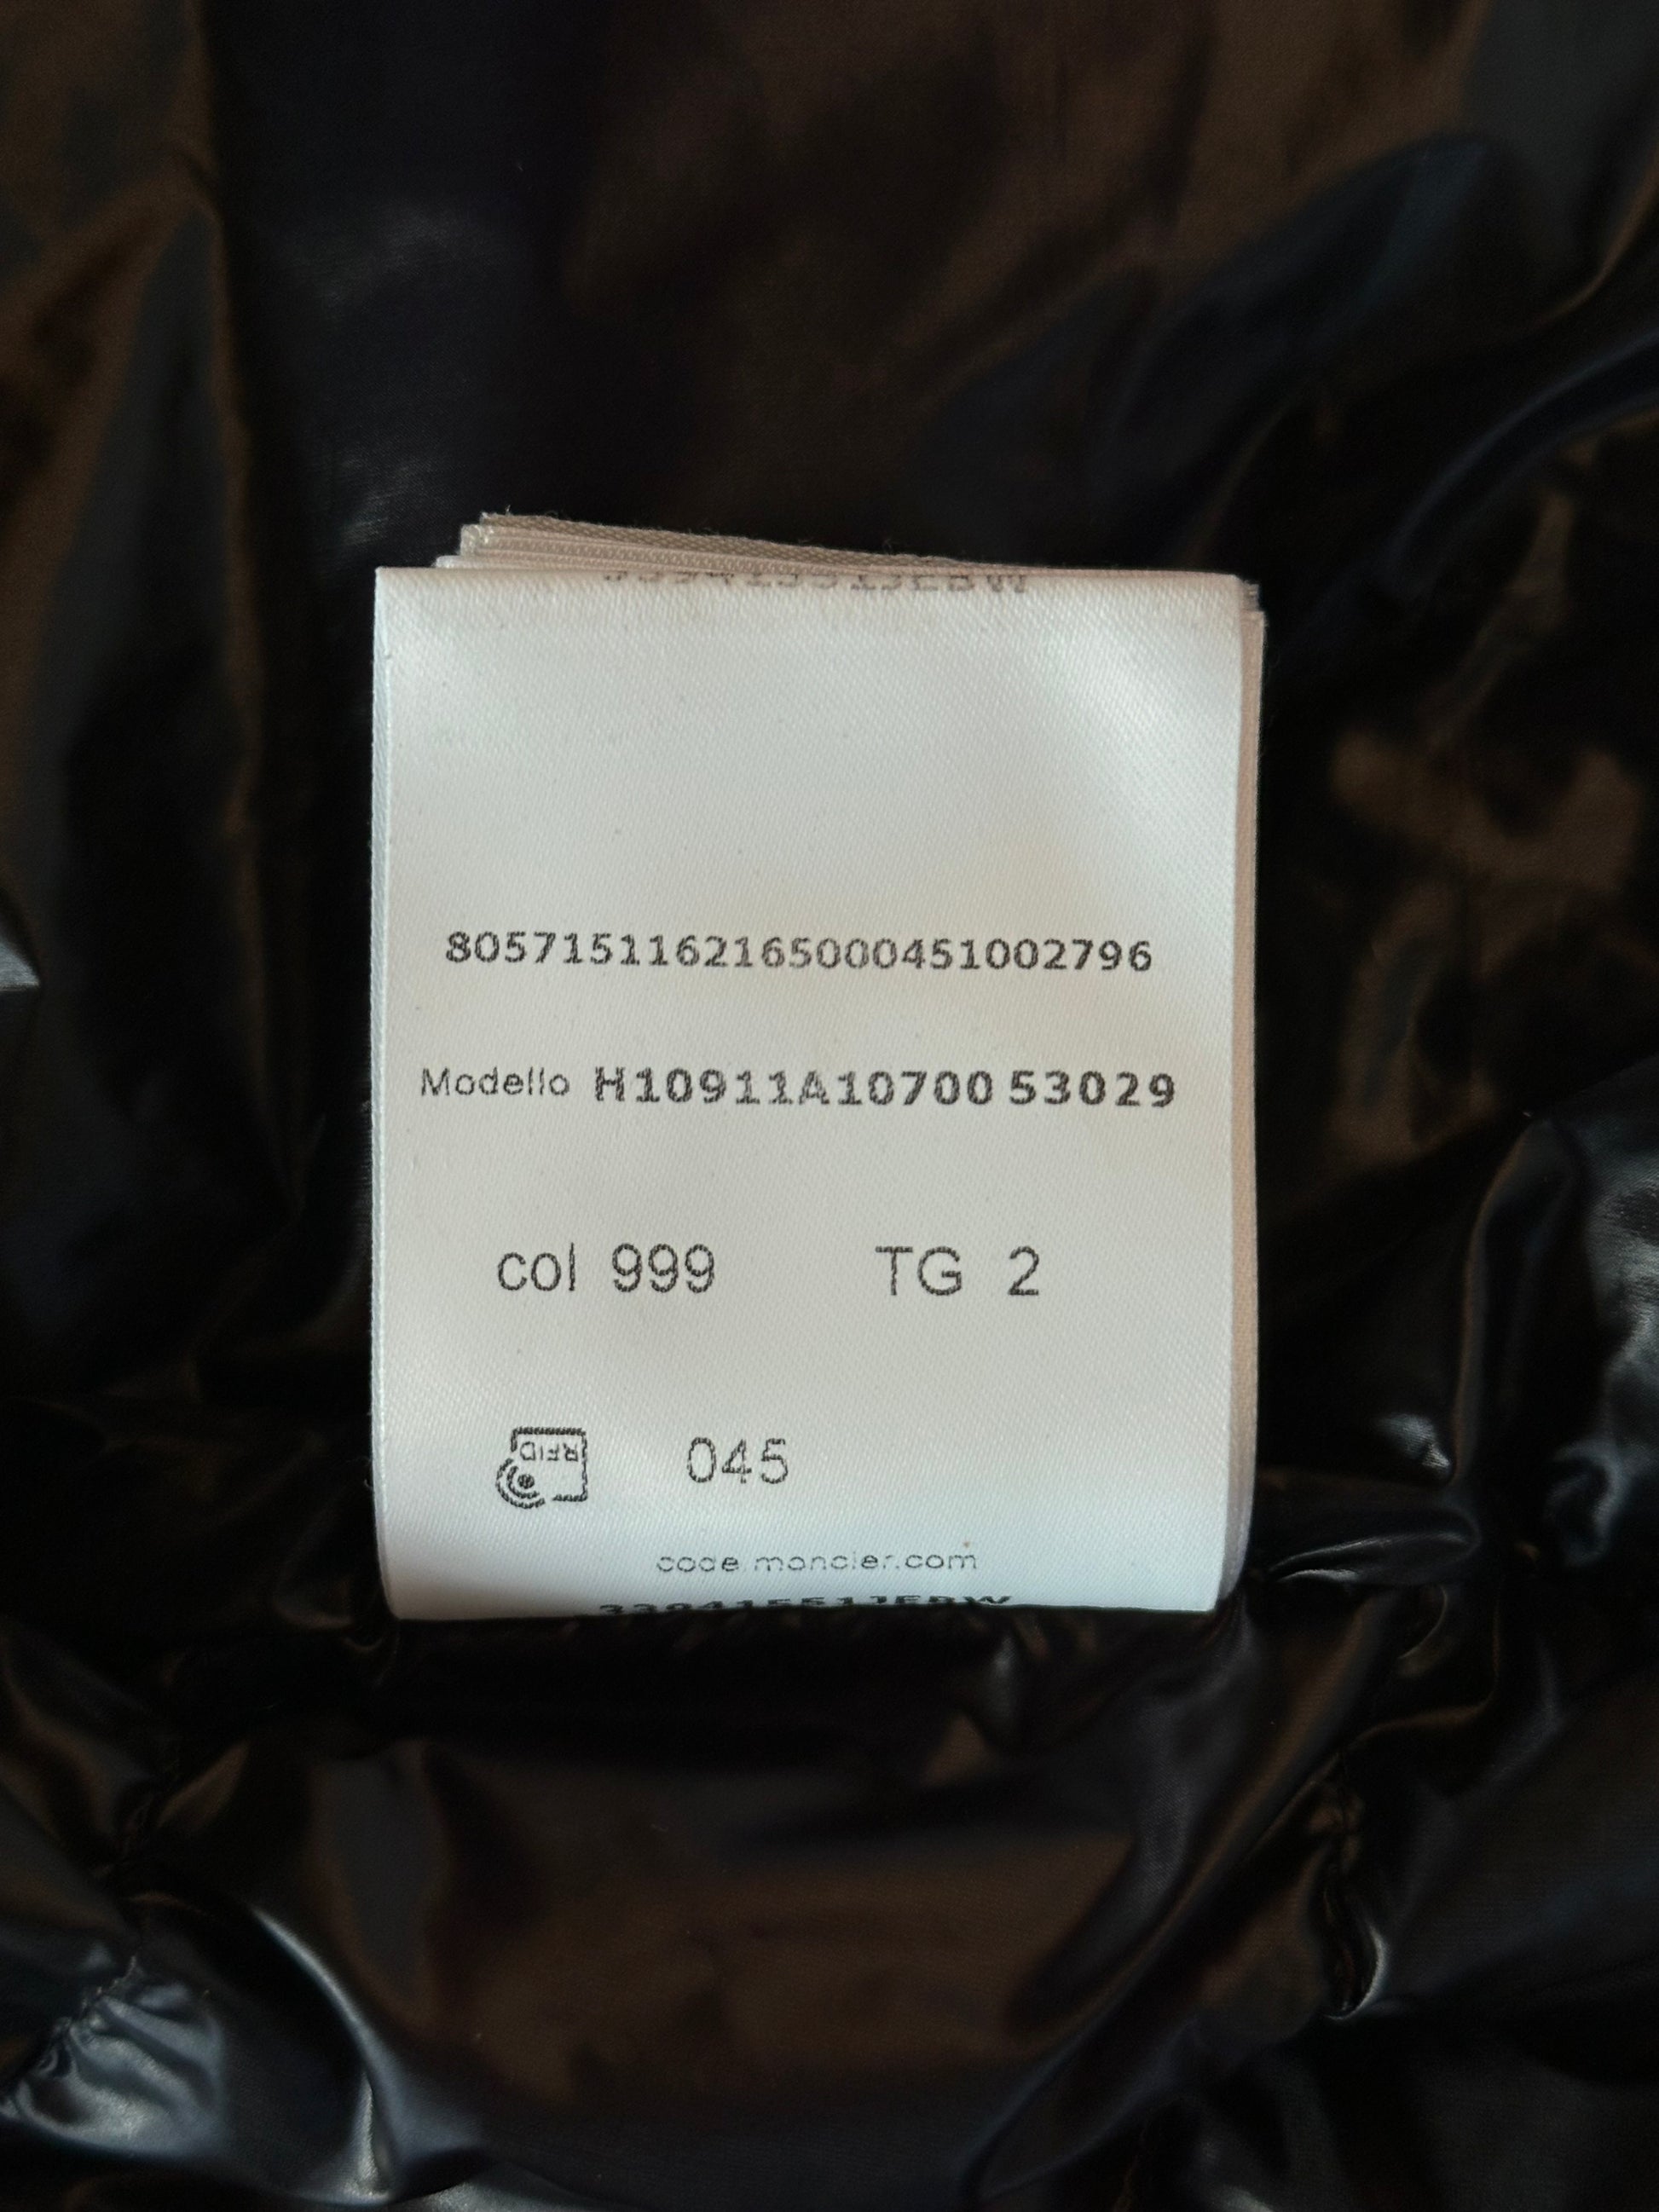 8057151162165000451002796
Modello H10911A10700 53029
col 999 TG 2
RFID 045
code.moncler.com